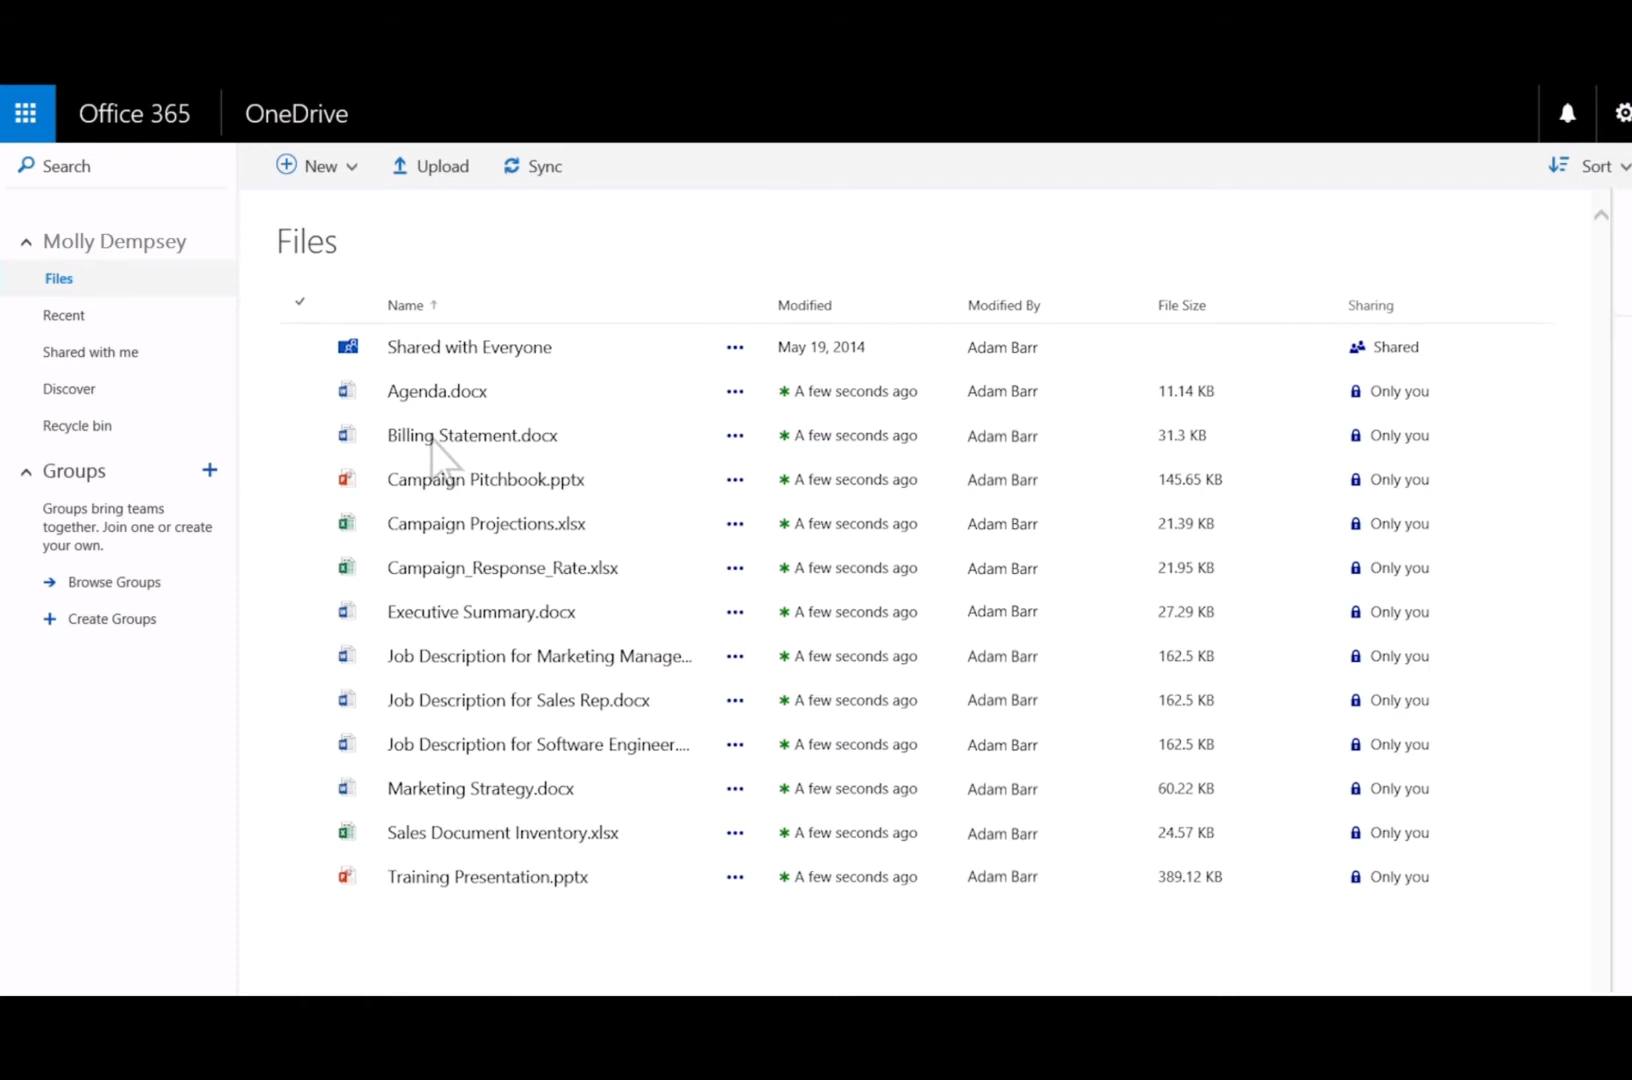 Office 365 OneDrive
Search New Upload Sync Sort
Molly Dempsey
Files
Recent
Shared with me
Discover
Recycle bin
Groups
Groups bring teams
together. Join one or create
your own.
Browse Groups
Create Groups
Files
Name Modified Modified By File Size Sharing
Shared with Everyone ••• May 19, 2014 Adam Barr Shared
Agenda.docx ••• A few seconds ago Adam Barr 11.14 KB Only you
Billing Statement.docx ••• A few seconds ago Adam Barr 31.3 KB Only you
Campaign Pitchbook.pptx ••• A few seconds ago Adam Barr 145.65 KB Only you
Campaign Projections.xlsx ••• A few seconds ago Adam Barr 21.39 KB Only you
Campaign_Response_Rate.xlsx ••• A few seconds ago Adam Barr 21.95 KB Only you
Executive Summary.docx ••• A few seconds ago Adam Barr 27.29 KB Only you
Job Description for Marketing Manage... ••• A few seconds ago Adam Barr 162.5 KB Only you
Job Description for Sales Rep.docx ••• A few seconds ago Adam Barr 162.5 KB Only you
Job Description for Software Engineer.... ••• A few seconds ago Adam Barr 162.5 KB Only you
Marketing Strategy.docx ••• A few seconds ago Adam Barr 60.22 KB Only you
Sales Document Inventory.xlsx ••• A few seconds ago Adam Barr 24.57 KB Only you
Training Presentation.pptx ••• A few seconds ago Adam Barr 389.12 KB Only you